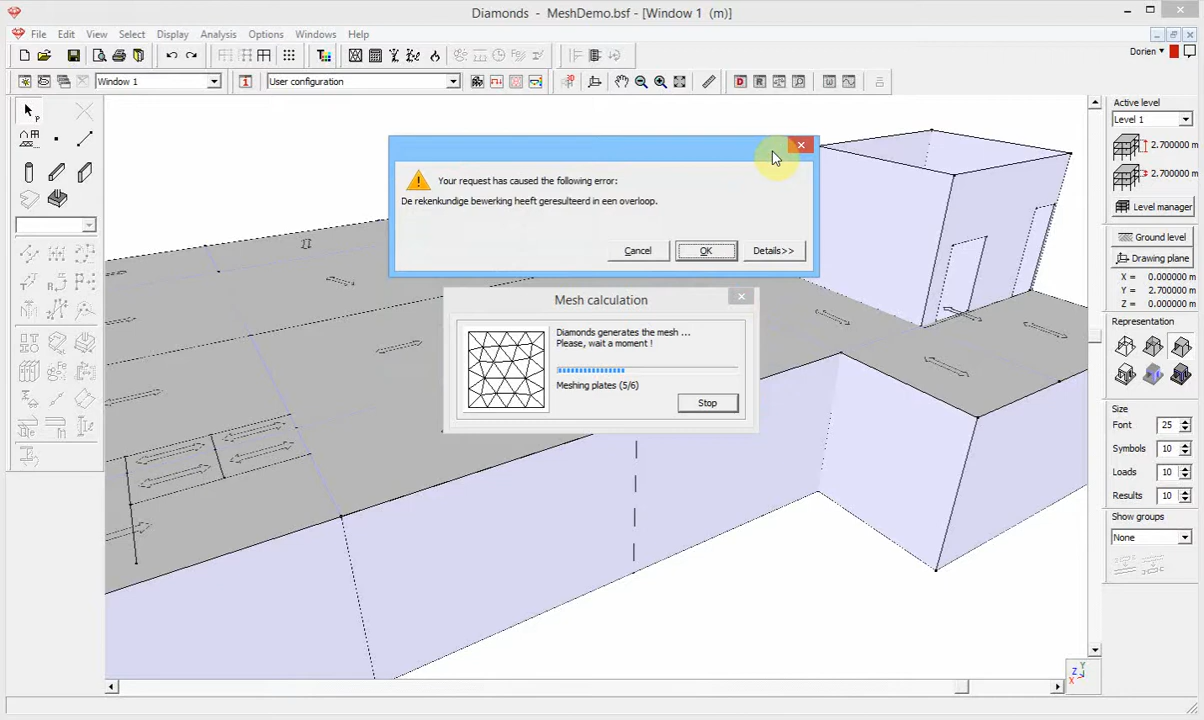 Diamonds - MeshDemo.bsf - [Window 1 (m)]
File Edit View Select Display Analysis Options Windows Help
Dorien
Window 1
1
User configuration
D
R
Active level
Level 1
2.700000 m
2.700000 m
Level manager
Ground level
Drawing plane
X = 0.000000 m
Y = 2.700000 m
Z = 0.000000 m
Representation
Size
Font 25
Symbols 10
Loads 10
Results 10
Show groups
None
Your request has caused the following error:
De rekenkundige bewerking heeft geresulteerd in een overloop.
Cancel OK Details>>
Mesh calculation
Diamonds generates the mesh ...
Please, wait a moment !
Meshing plates (5/6)
Stop
Y
Z
X